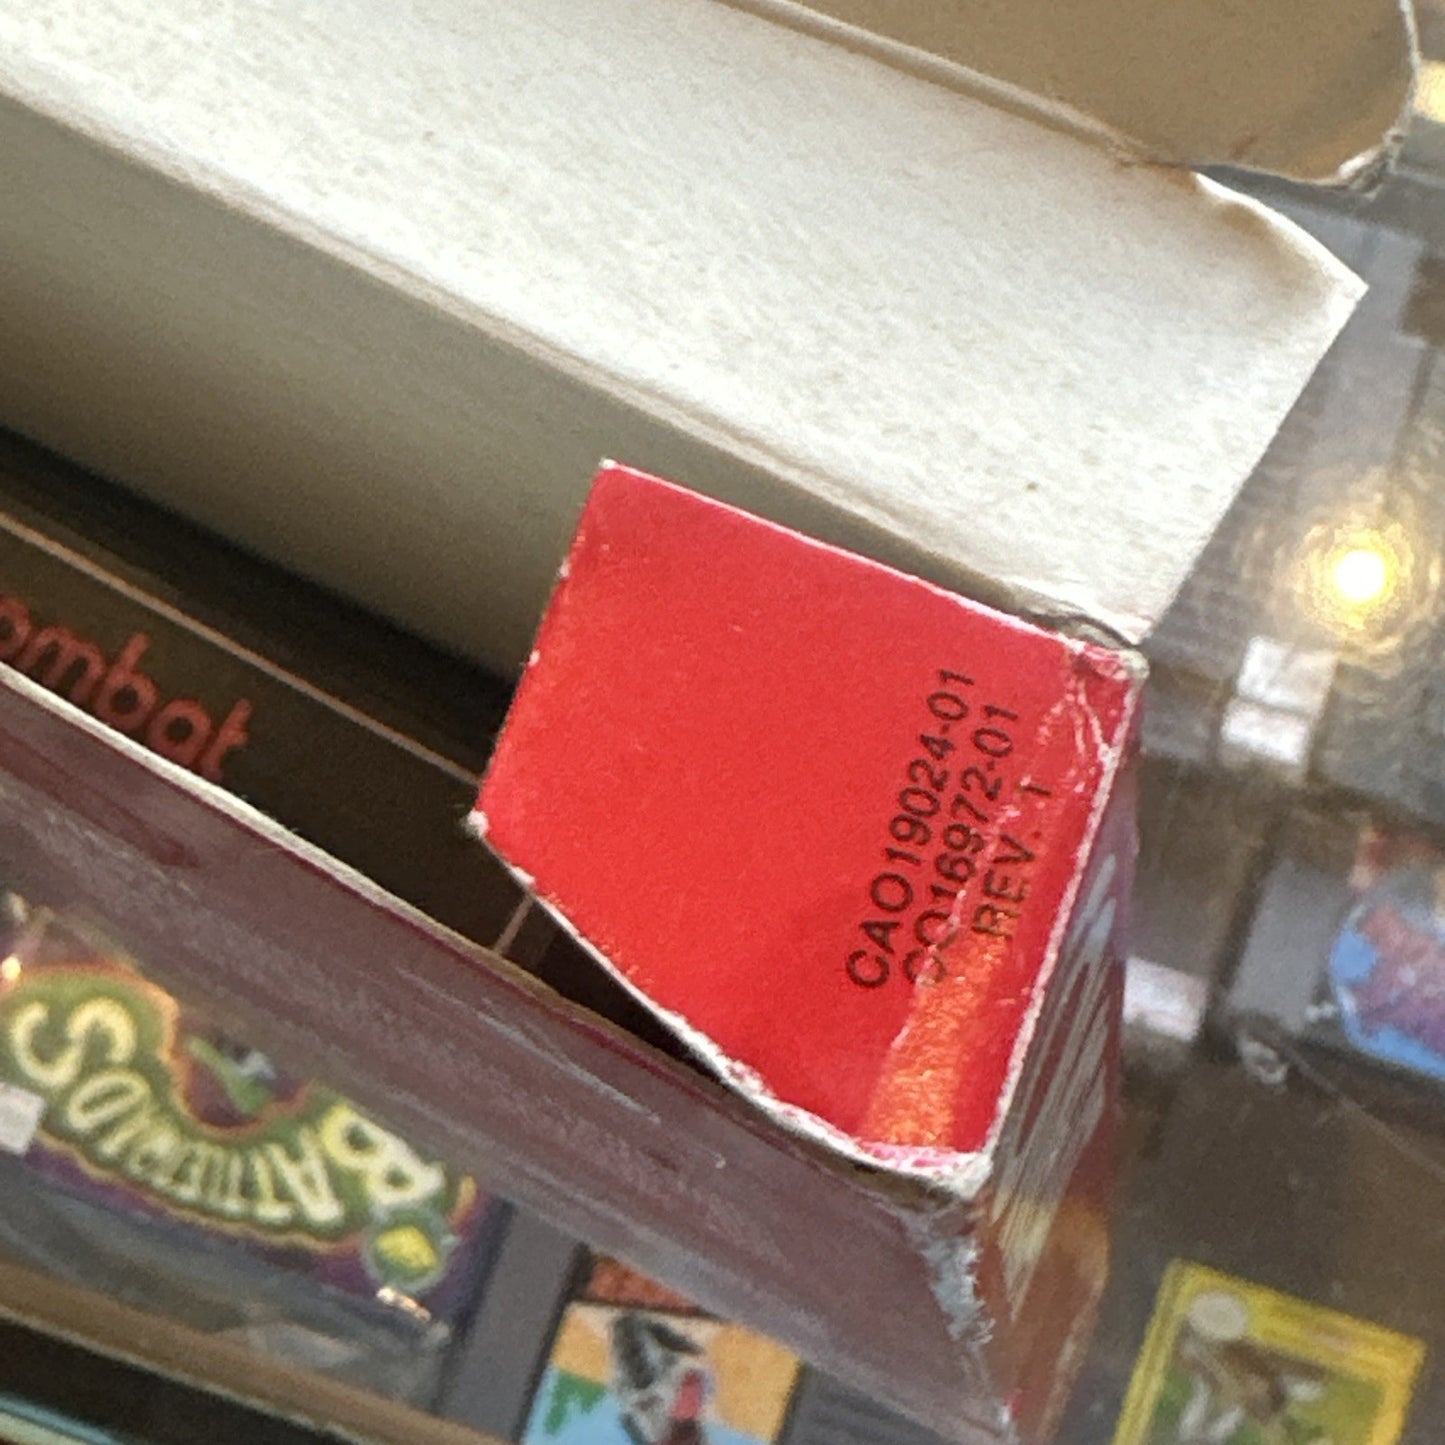 CAO19024-01
CO16972-01
REV. 1
ombat
BATTLETOADS